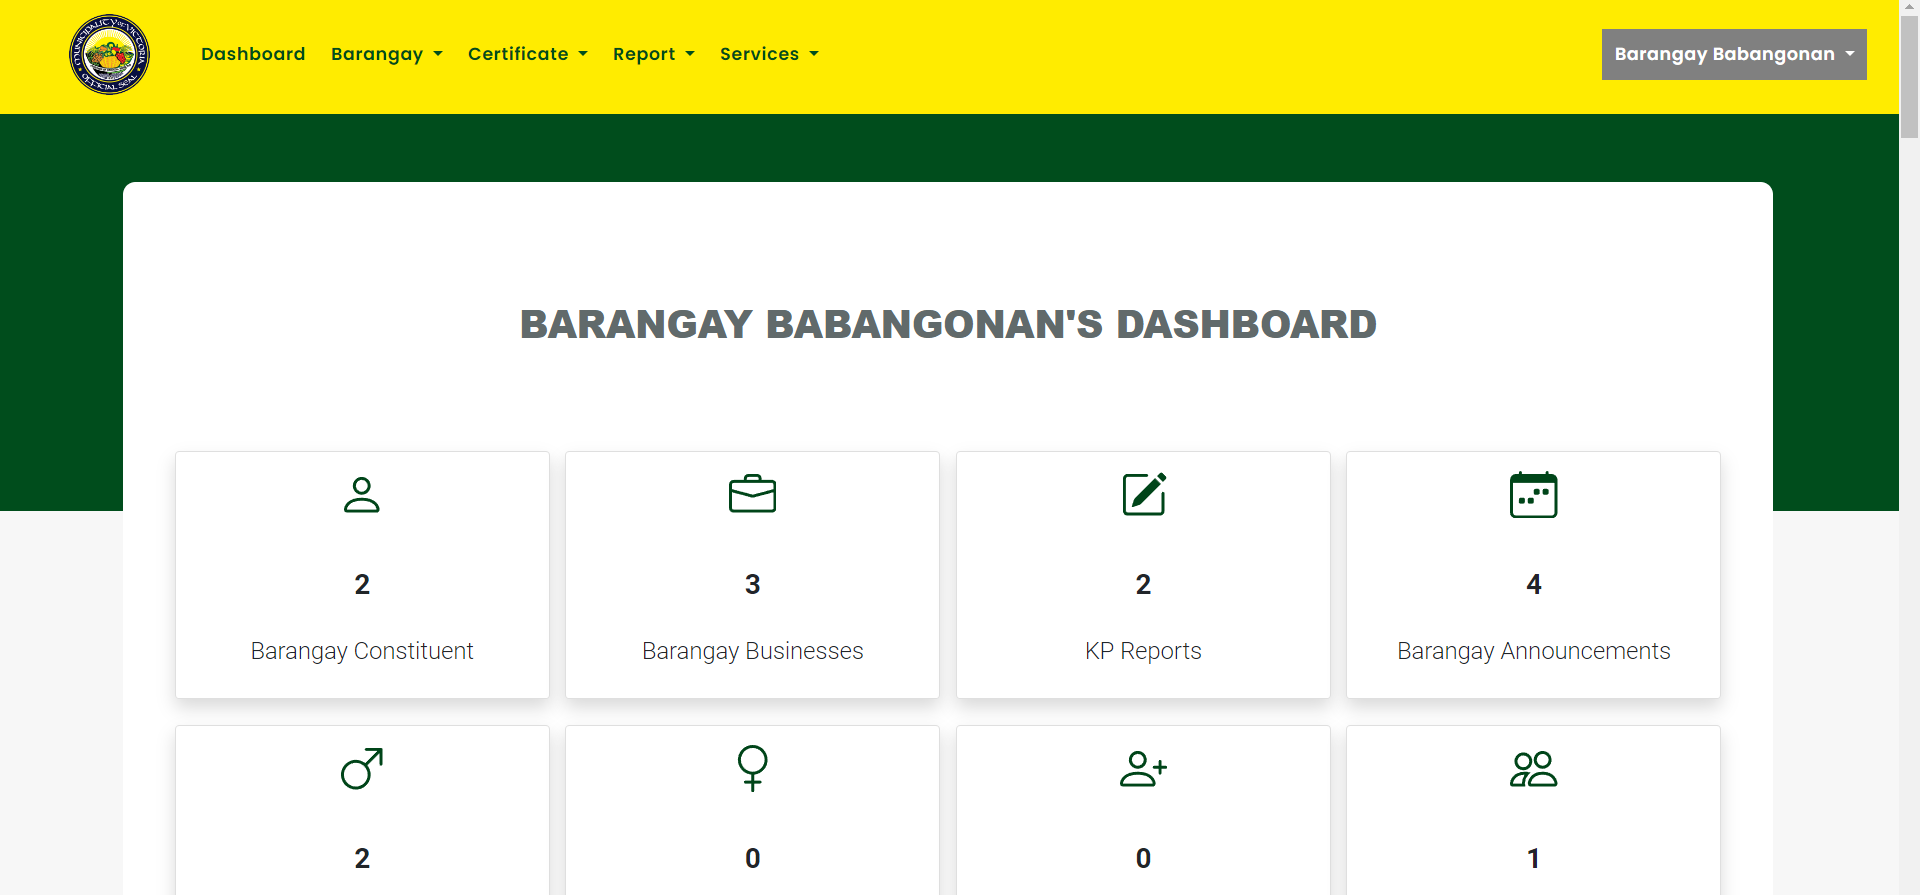 MUNICIPALITY OF VICTORIA
OFFICIAL SEAL
Dashboard Barangay Certificate Report Services Barangay Babangonan
BARANGAY BABANGONAN'S DASHBOARD
2 3 2 4
Barangay Constituent Barangay Businesses KP Reports Barangay Announcements
2 0 0 1